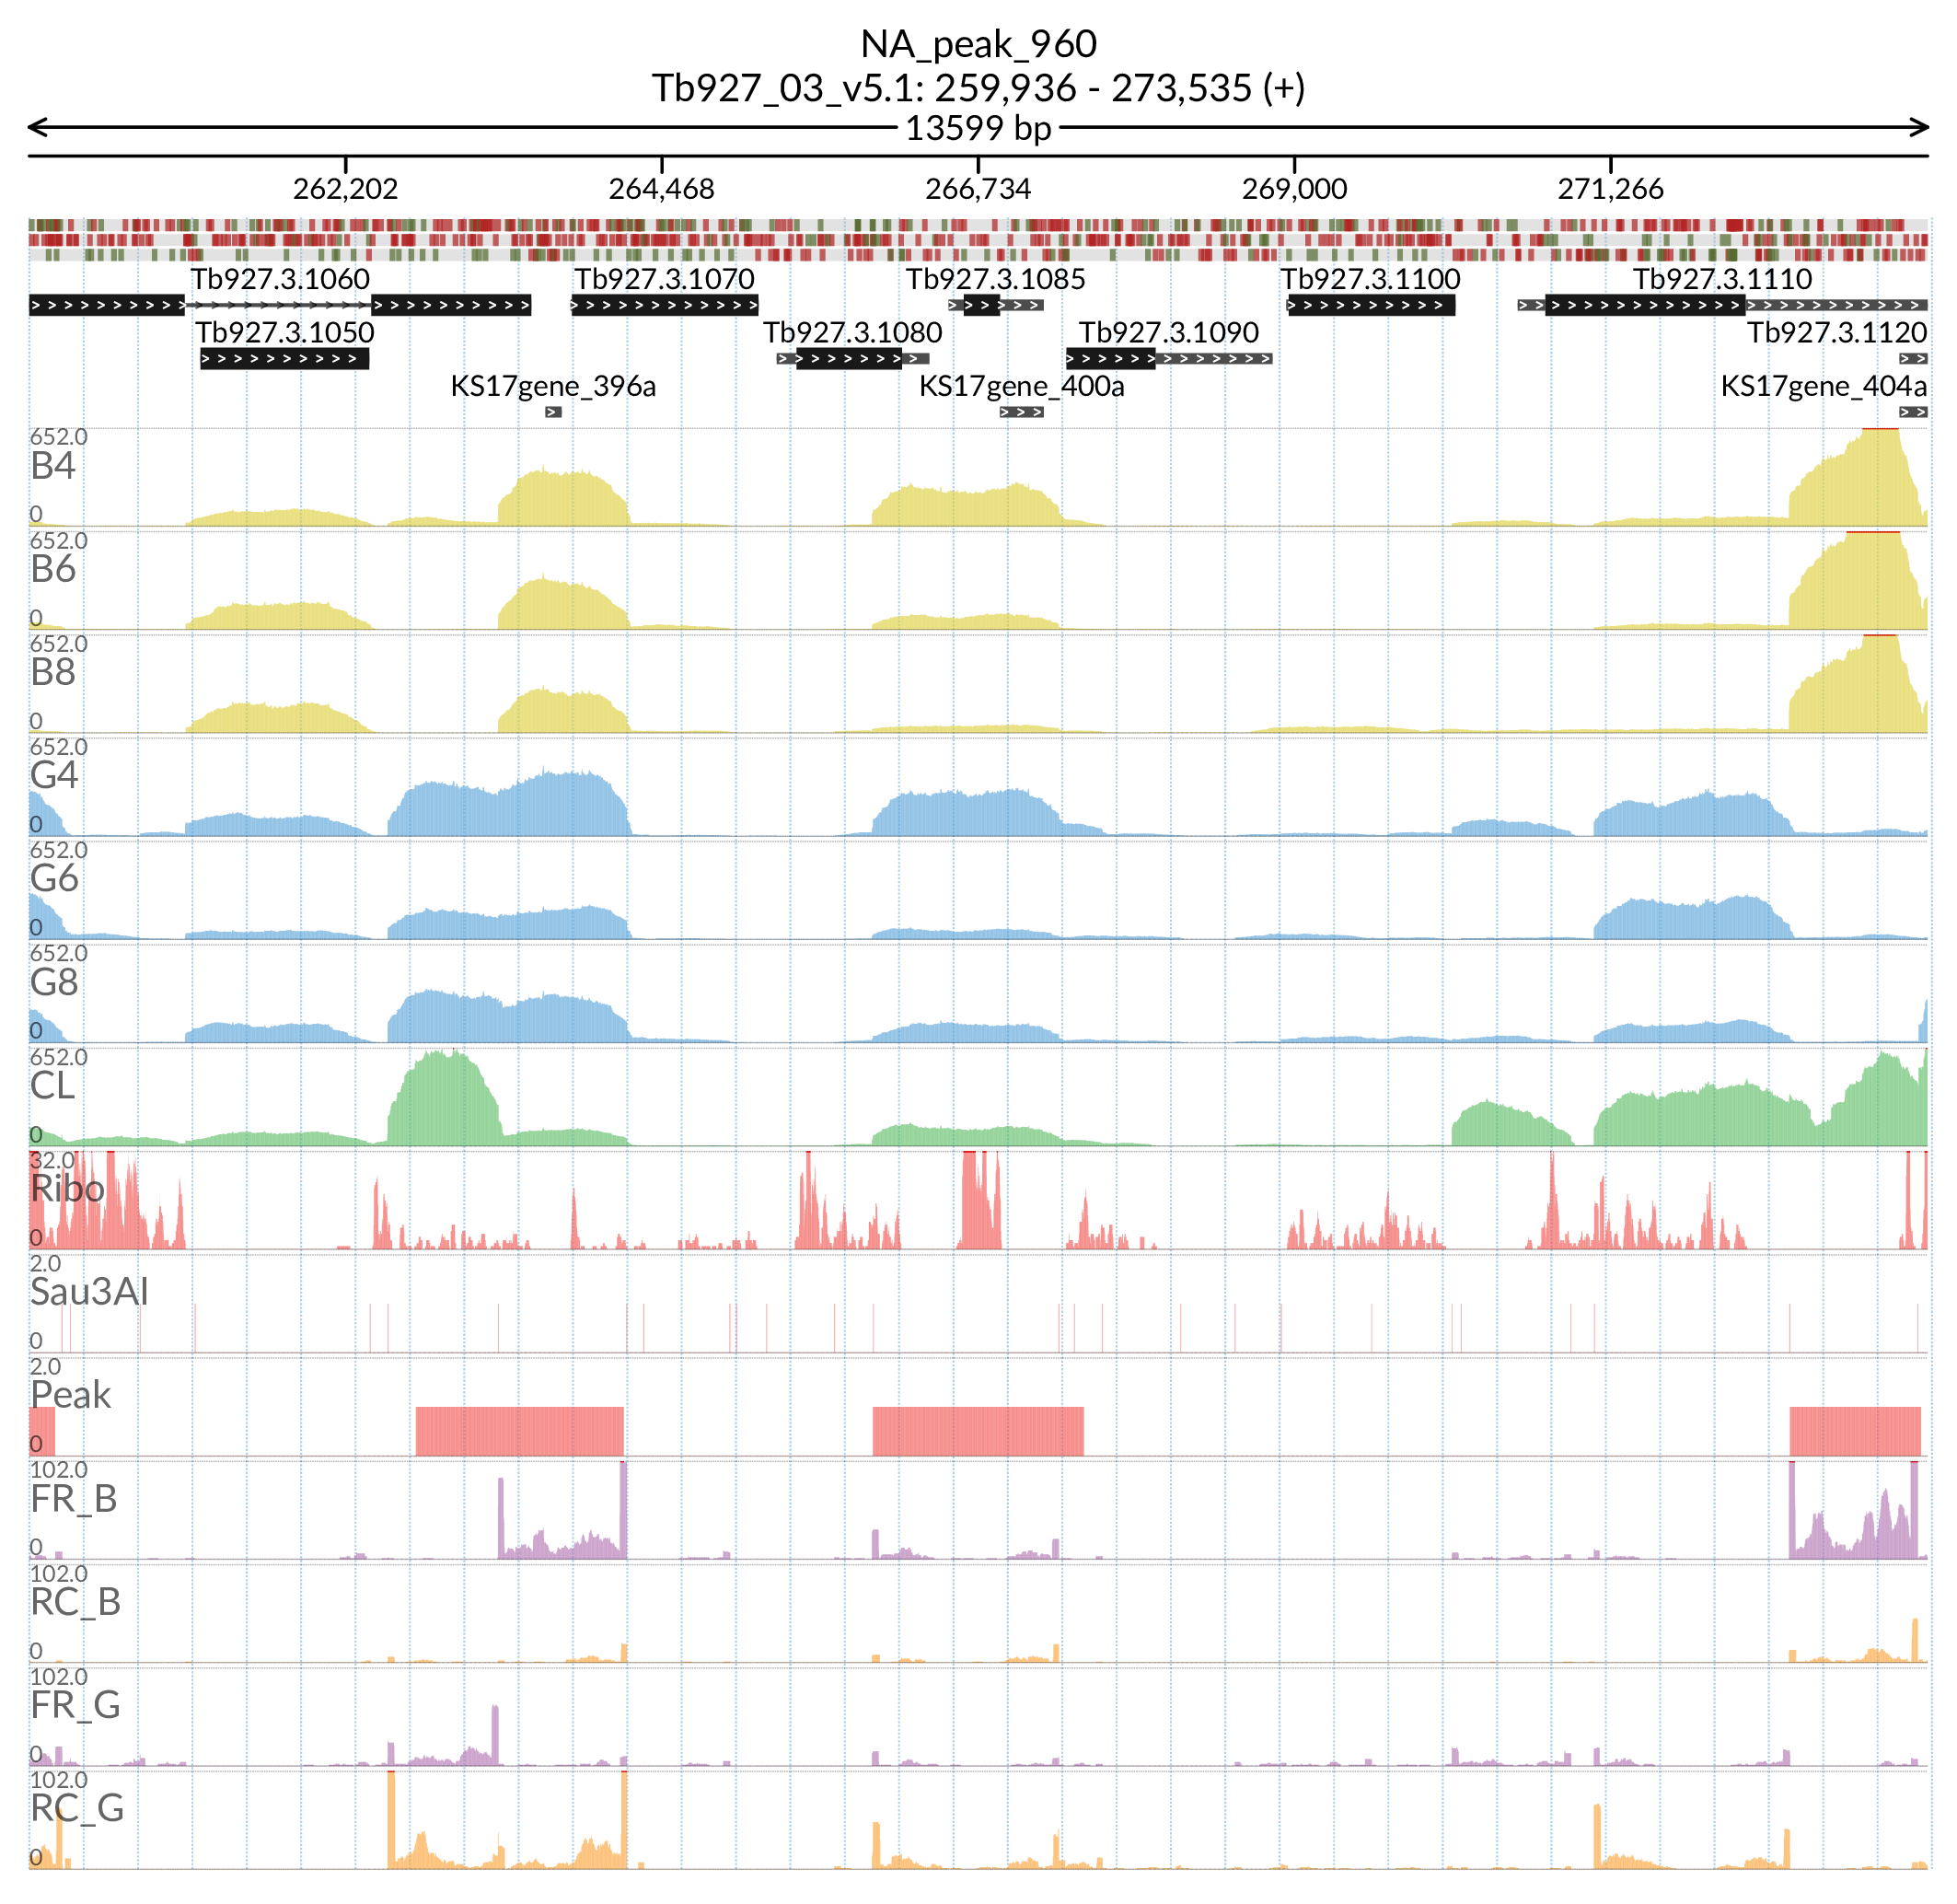 NA_peak_960
Tb927_03_v5.1: 259,936 - 273,535 (+)
13599 bp
262,202 264,468 266,734 269,000 271,266
Tb927.3.1060 Tb927.3.1070 Tb927.3.1085 Tb927.3.1100 Tb927.3.1110
Tb927.3.1050 Tb927.3.1080 Tb927.3.1090 Tb927.3.1120
KS17gene_396a KS17gene_400a KS17gene_404a
652.0
B4
0
652.0
B6
0
652.0
B8
0
652.0
G4
0
652.0
G6
0
652.0
G8
0
652.0
CL
0
32.0
Ribo
0
2.0
Sau3AI
0
2.0
Peak
0
102.0
FR_B
0
102.0
RC_B
0
102.0
FR_G
0
102.0
RC_G
0